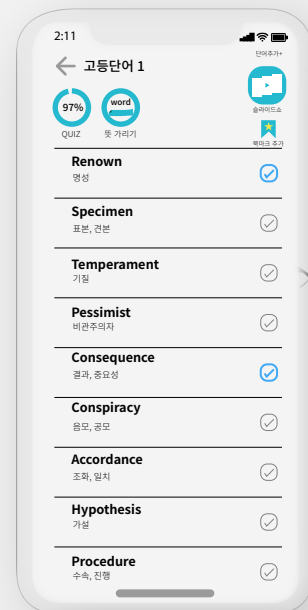 2:11
단어추가+
고등단어 1
97%
word
QUIZ
뜻 가리기
슬라이드쇼
북마크 추가
Renown
명성
Specimen
표본, 견본
Temperament
기질
Pessimist
비관주의자
Consequence
결과, 중요성
Conspiracy
음모, 공모
Accordance
조화, 일치
Hypothesis
가설
Procedure
수속, 진행